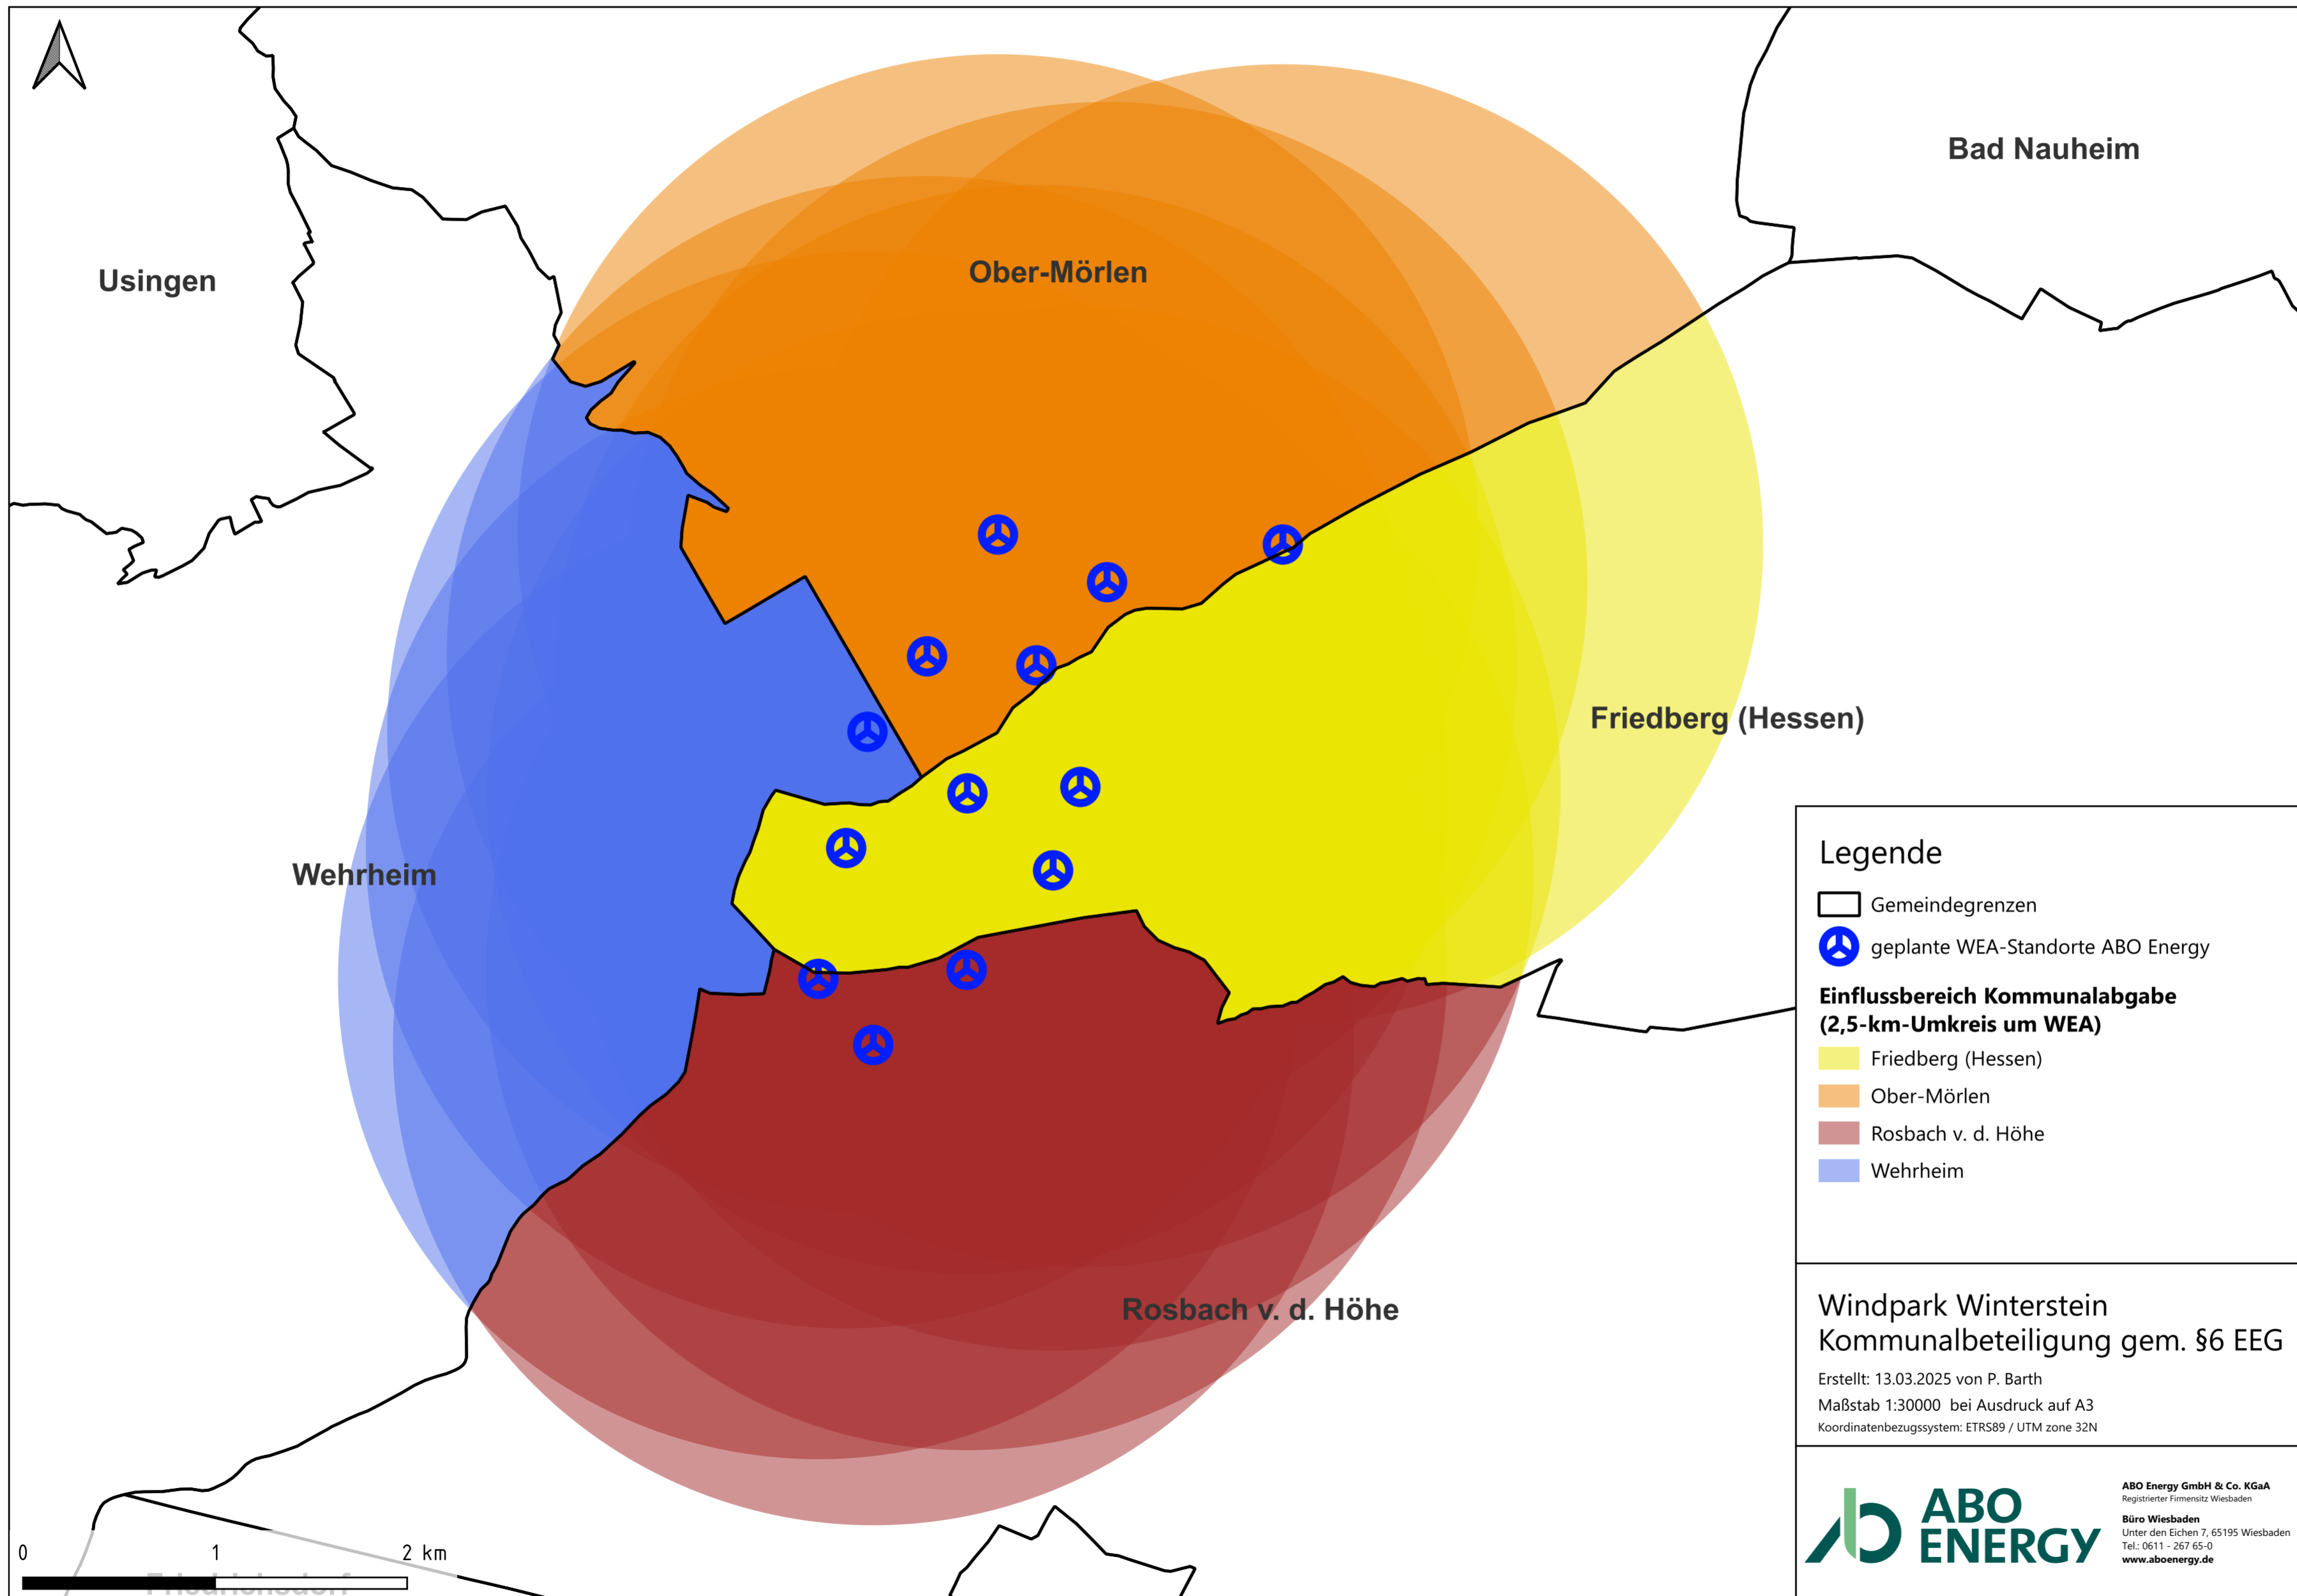 Bad Nauheim
Usingen
Ober-Mörlen
Friedberg (Hessen)
Wehrheim
Rosbach v. d. Höhe
Friedrichsdorf
0 1 2 km
Legende
Gemeindegrenzen
geplante WEA-Standorte ABO Energy
Einflussbereich Kommunalabgabe
(2,5-km-Umkreis um WEA)
Friedberg (Hessen)
Ober-Mörlen
Rosbach v. d. Höhe
Wehrheim
Windpark Winterstein
Kommunalbeteiligung gem. §6 EEG
Erstellt: 13.03.2025 von P. Barth
Maßstab 1:30000 bei Ausdruck auf A3
Koordinatenbezugssystem: ETRS89 / UTM zone 32N
ABO
ENERGY
ABO Energy GmbH & Co. KGaA
Registrierter Firmensitz Wiesbaden
Büro Wiesbaden
Unter den Eichen 7, 65195 Wiesbaden
Tel.: 0611 - 267 65-0
www.aboenergy.de